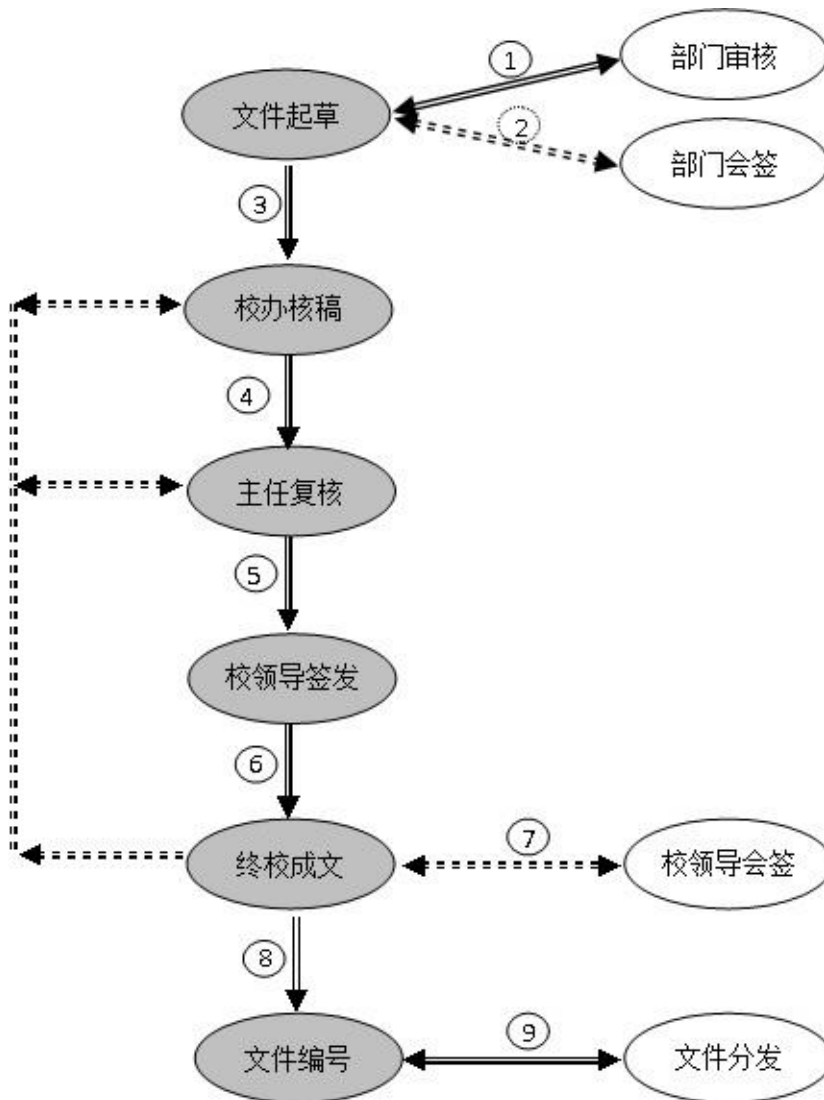 ① 部门审核
文件起草
② 部门会签
③
校办核稿
④
主任复核
⑤
校领导签发
⑥
终校成文
⑦ 校领导会签
⑧
文件编号
⑨ 文件分发